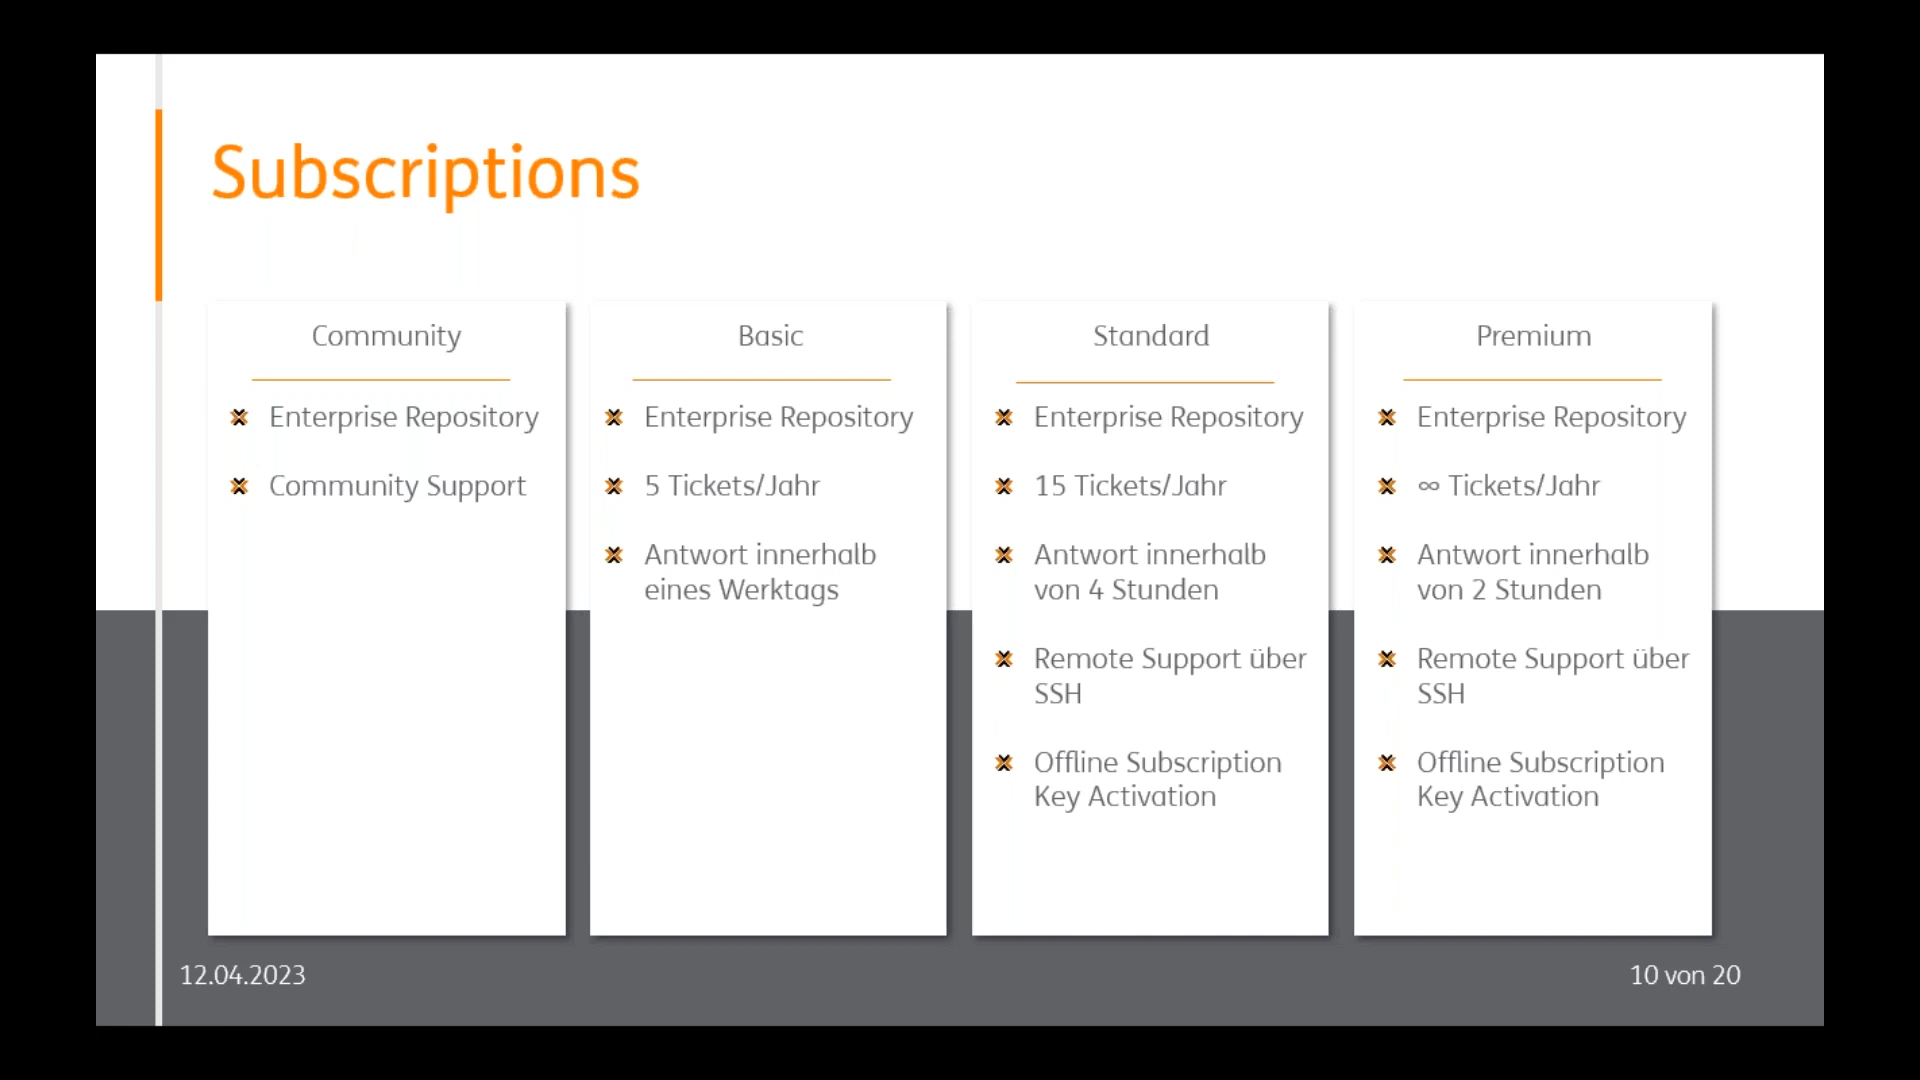 Subscriptions
Community
Enterprise Repository
Community Support
Basic
Enterprise Repository
5 Tickets/Jahr
Antwort innerhalb
eines Werktags
Standard
Enterprise Repository
15 Tickets/Jahr
Antwort innerhalb
von 4 Stunden
Remote Support über
SSH
Offline Subscription
Key Activation
Premium
Enterprise Repository
∞ Tickets/Jahr
Antwort innerhalb
von 2 Stunden
Remote Support über
SSH
Offline Subscription
Key Activation
12.04.2023
10 von 20